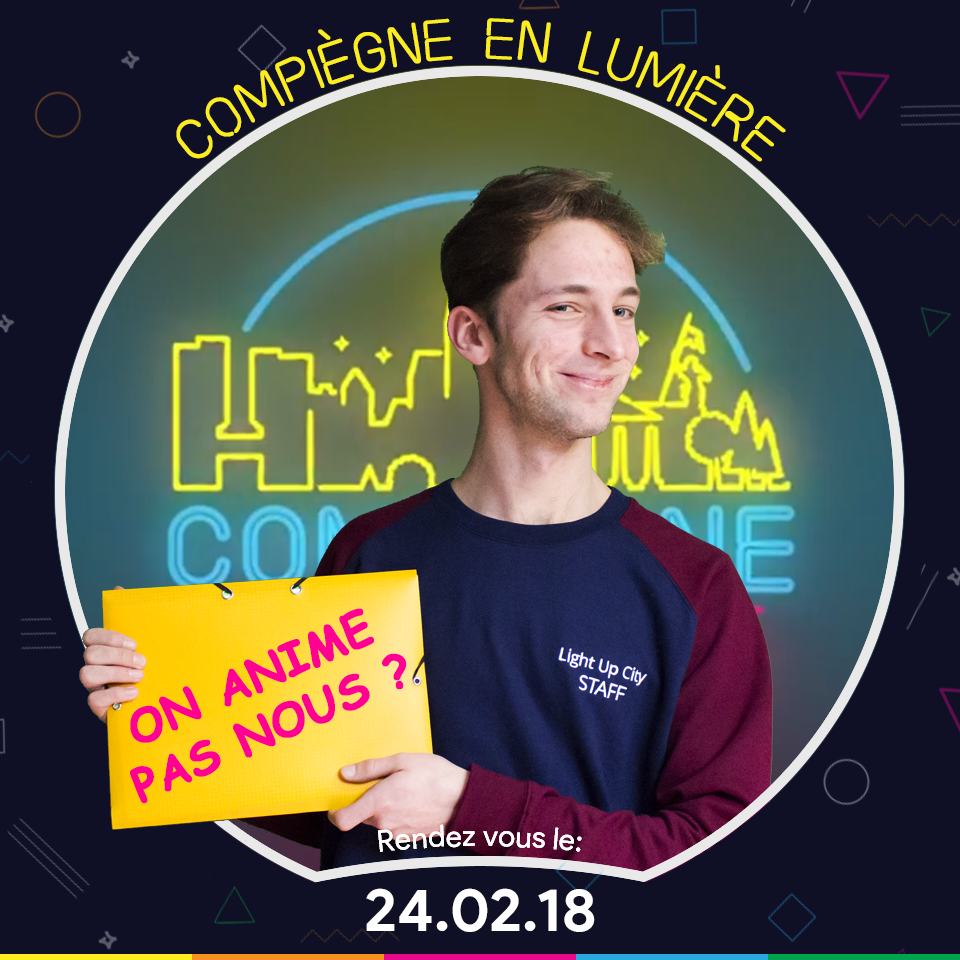 COMPIÈGNE EN LUMIÈRE
ON ANIME
PAS NOUS ?
Light Up City
STAFF
Rendez vous le:
24.02.18